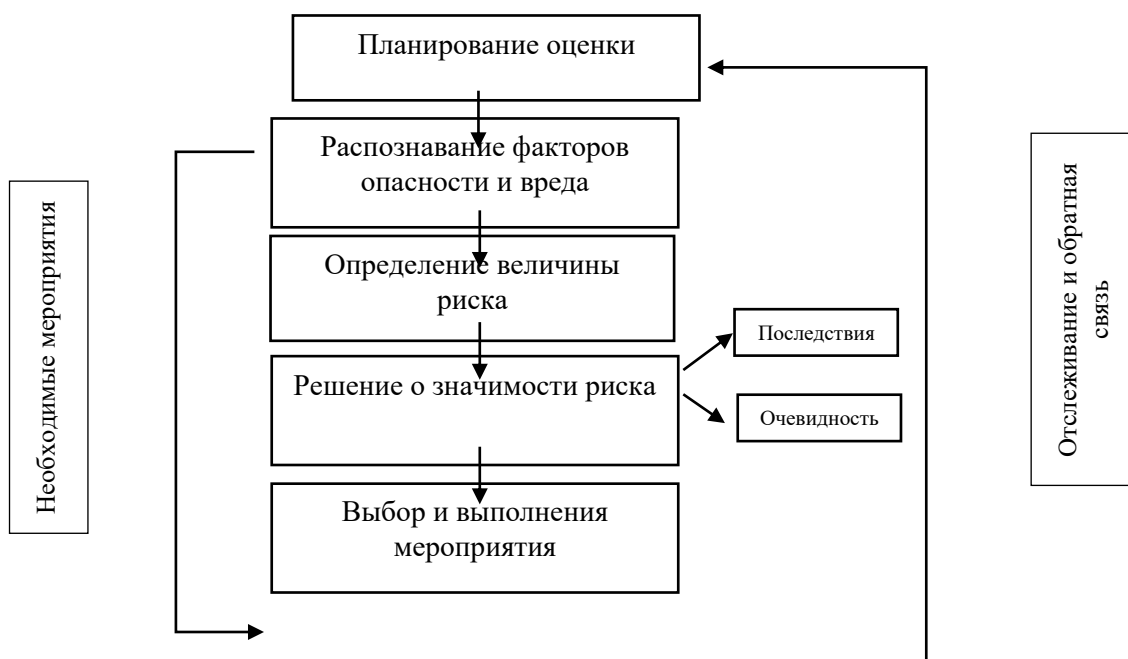 Планирование оценки
Распознавание факторов
опасности и вреда
Определение величины
риска
Последствия
Решение о значимости риска
Очевидность
Выбор и выполнения
мероприятия
Необходимые мероприятия
Отслеживание и обратная
связь